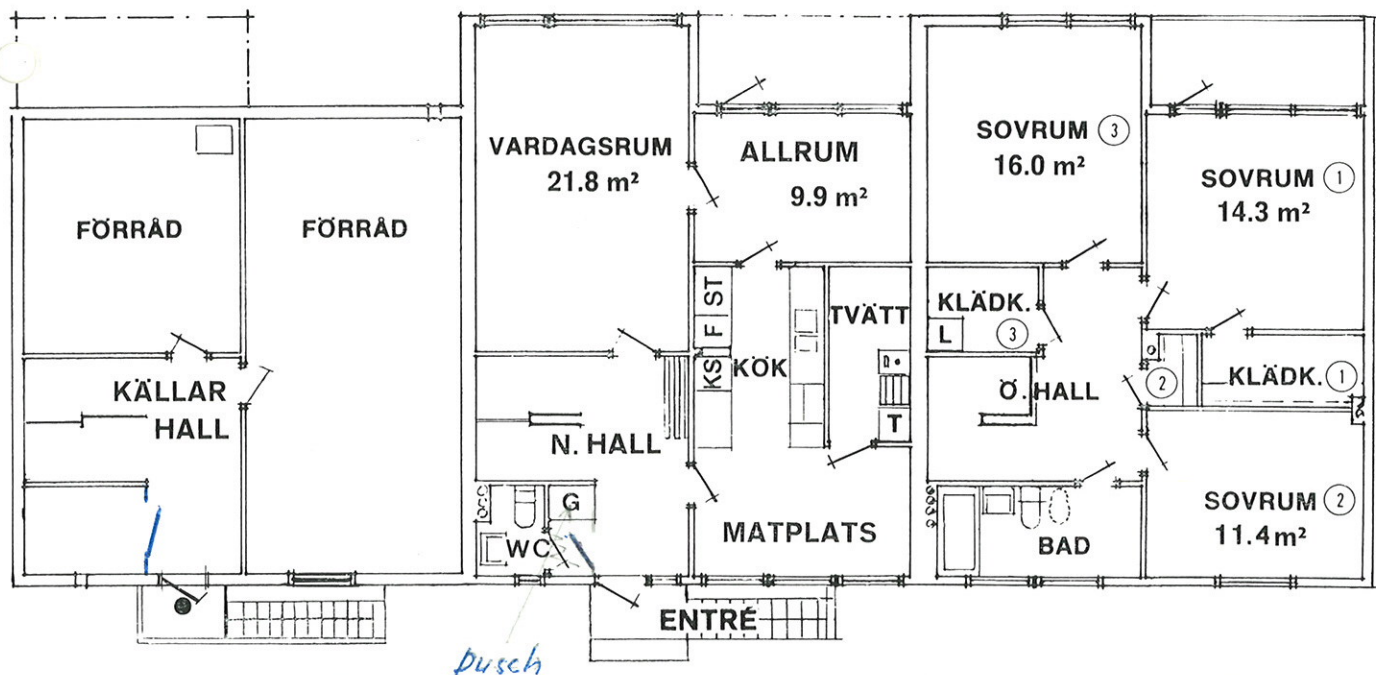 FÖRRÅD
FÖRRÅD
KÄLLAR
HALL
VARDAGSRUM
21.8 m²
ALLRUM
9.9 m²
ST
F
KS
KÖK
TVÄTT
T
N. HALL
G
WC
MATPLATS
ENTRÉ
Dusch
SOVRUM 3
16.0 m²
SOVRUM 1
14.3 m²
KLÄDK.
3
L
Ö. HALL
2
KLÄDK. 1
BAD
SOVRUM 2
11.4 m²